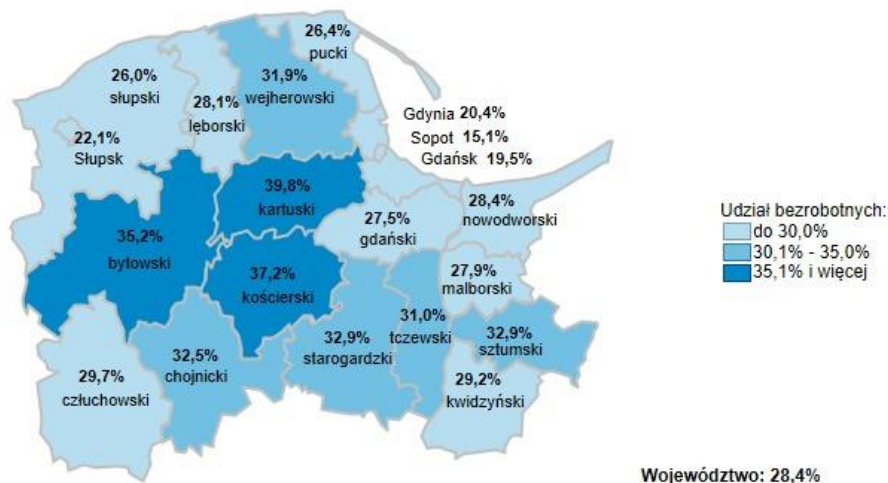 26,4%
pucki
26,0%
słupski
31,9%
wejherowski
28,1%
lęborski
Gdynia 20,4%
Sopot 15,1%
Gdańsk 19,5%
22,1%
Słupsk
39,8%
kartuski
28,4%
nowodworski
27,5%
gdański
35,2%
bytowski
37,2%
kościerski
27,9%
malborski
31,0%
tczewski
32,9%
sztumski
32,9%
starogardzki
32,5%
chojnicki
29,7%
człuchowski
29,2%
kwidzyński
Udział bezrobotnych:
do 30,0%
30,1% - 35,0%
35,1% i więcej
Województwo: 28,4%